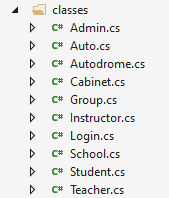 classes
C# Admin.cs
C# Auto.cs
C# Autodrome.cs
C# Cabinet.cs
C# Group.cs
C# Instructor.cs
C# Login.cs
C# School.cs
C# Student.cs
C# Teacher.cs